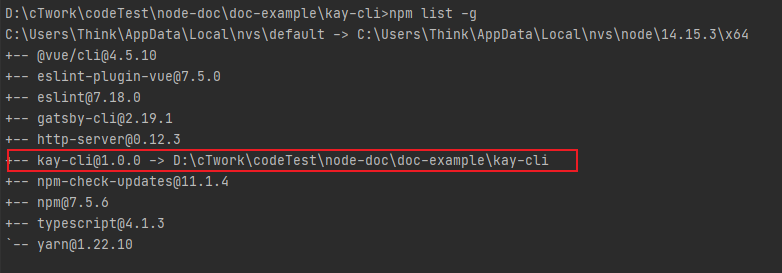 D:\cTwork\codeTest\node-doc\doc-example\kay-cli>npm list -g
C:\Users\Think\AppData\Local\nvs\default -> C:\Users\Think\AppData\Local\nvs\node\14.15.3\x64
+-- @vue/cli@4.5.10
+-- eslint-plugin-vue@7.5.0
+-- eslint@7.18.0
+-- gatsby-cli@2.19.1
+-- http-server@0.12.3
+-- kay-cli@1.0.0 -> D:\cTwork\codeTest\node-doc\doc-example\kay-cli
+-- npm-check-updates@11.1.4
+-- npm@7.5.6
+-- typescript@4.1.3
`-- yarn@1.22.10